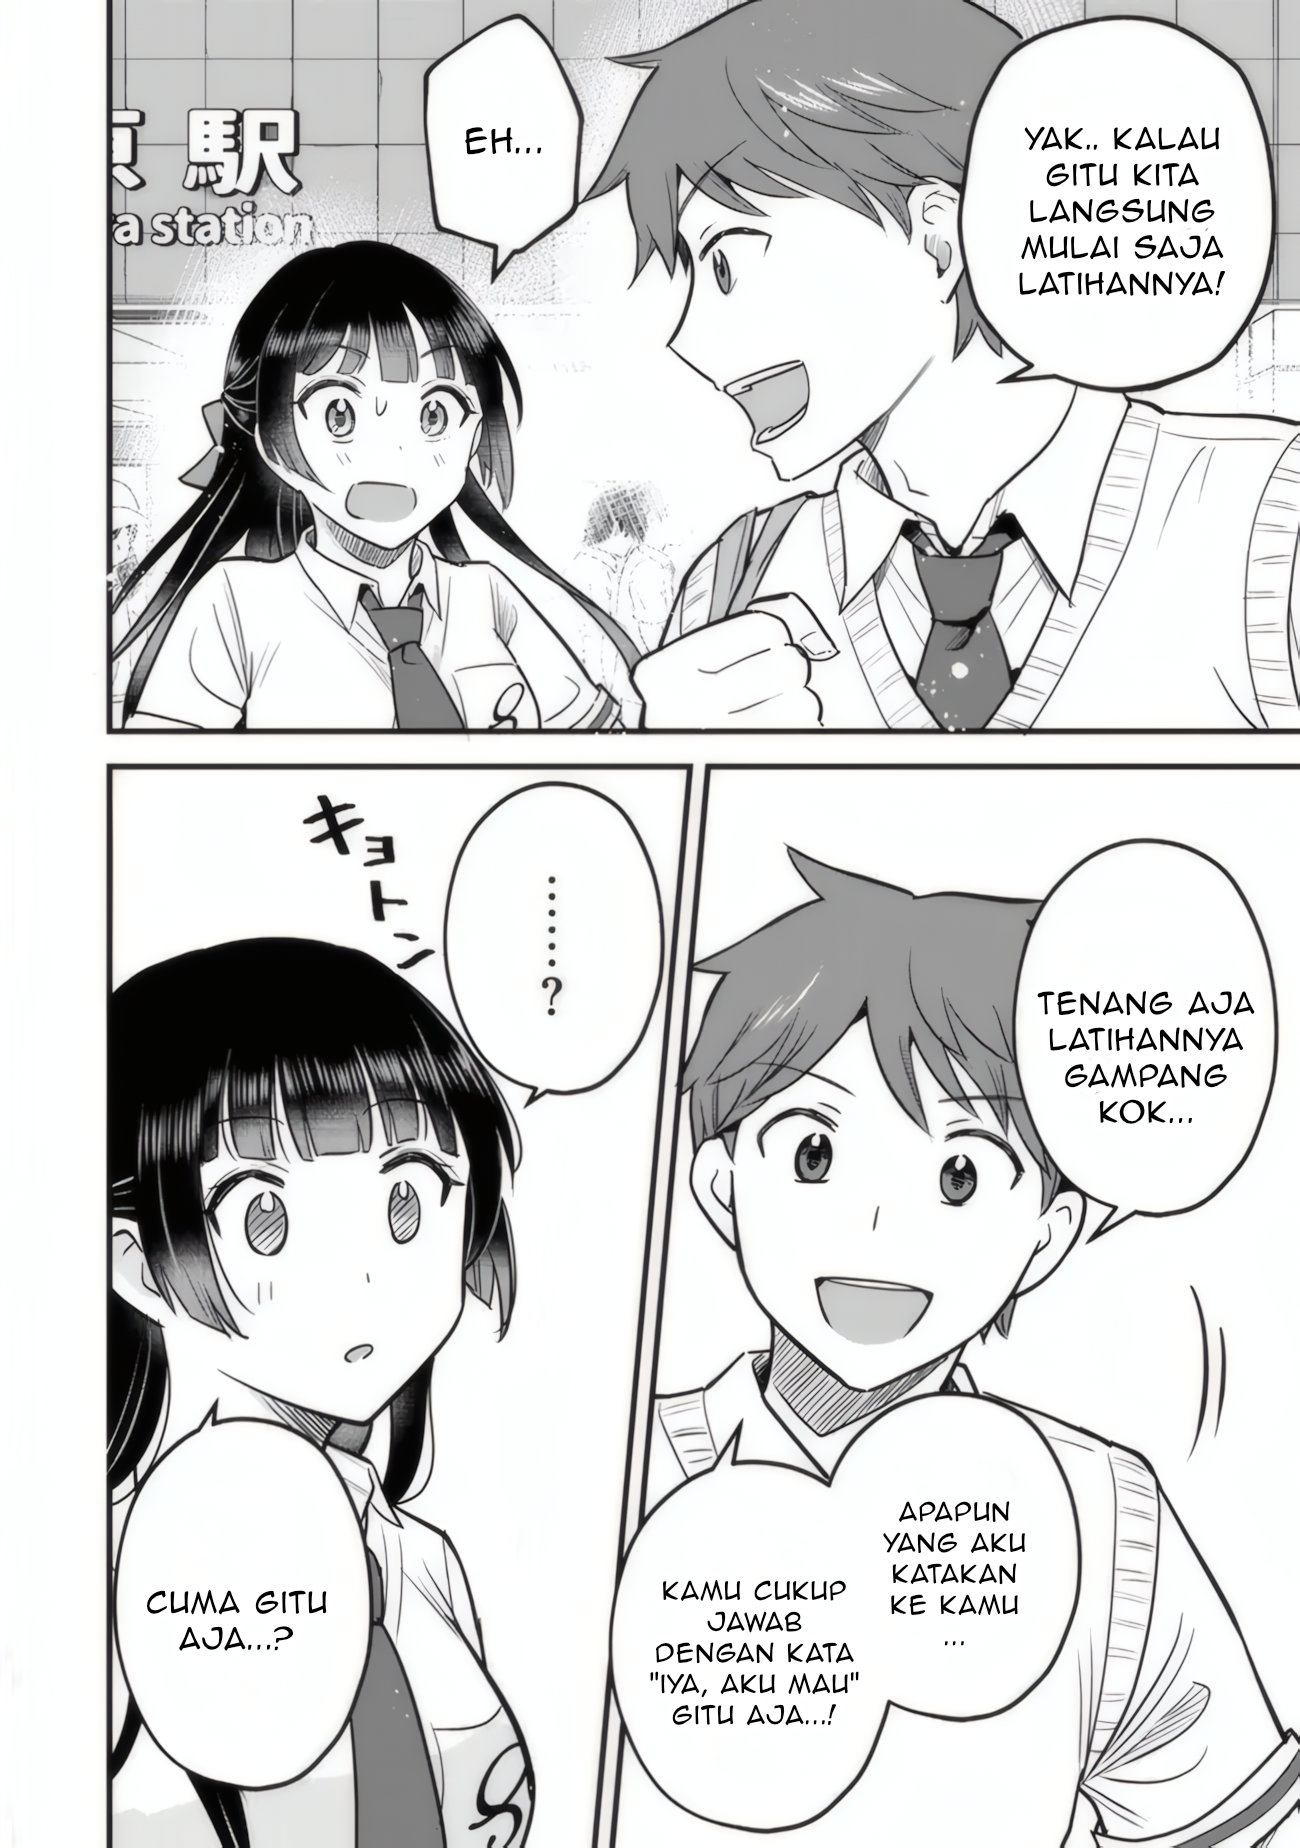 YAK.. KALAU
GITU KITA
LANGSUNG
MULAI SAJA
LATIHANNYA!
EH...
駅
station
TENANG AJA
LATIHANNYA
GAMPANG
KOK...
APAPUN
YANG AKU
KATAKAN
KE KAMU
...
KAMU CUKUP
JAWAB
DENGAN KATA
"IYA, AKU MAU"
GITU AJA...!
.......?
キョトン
CUMA GITU
AJA...?